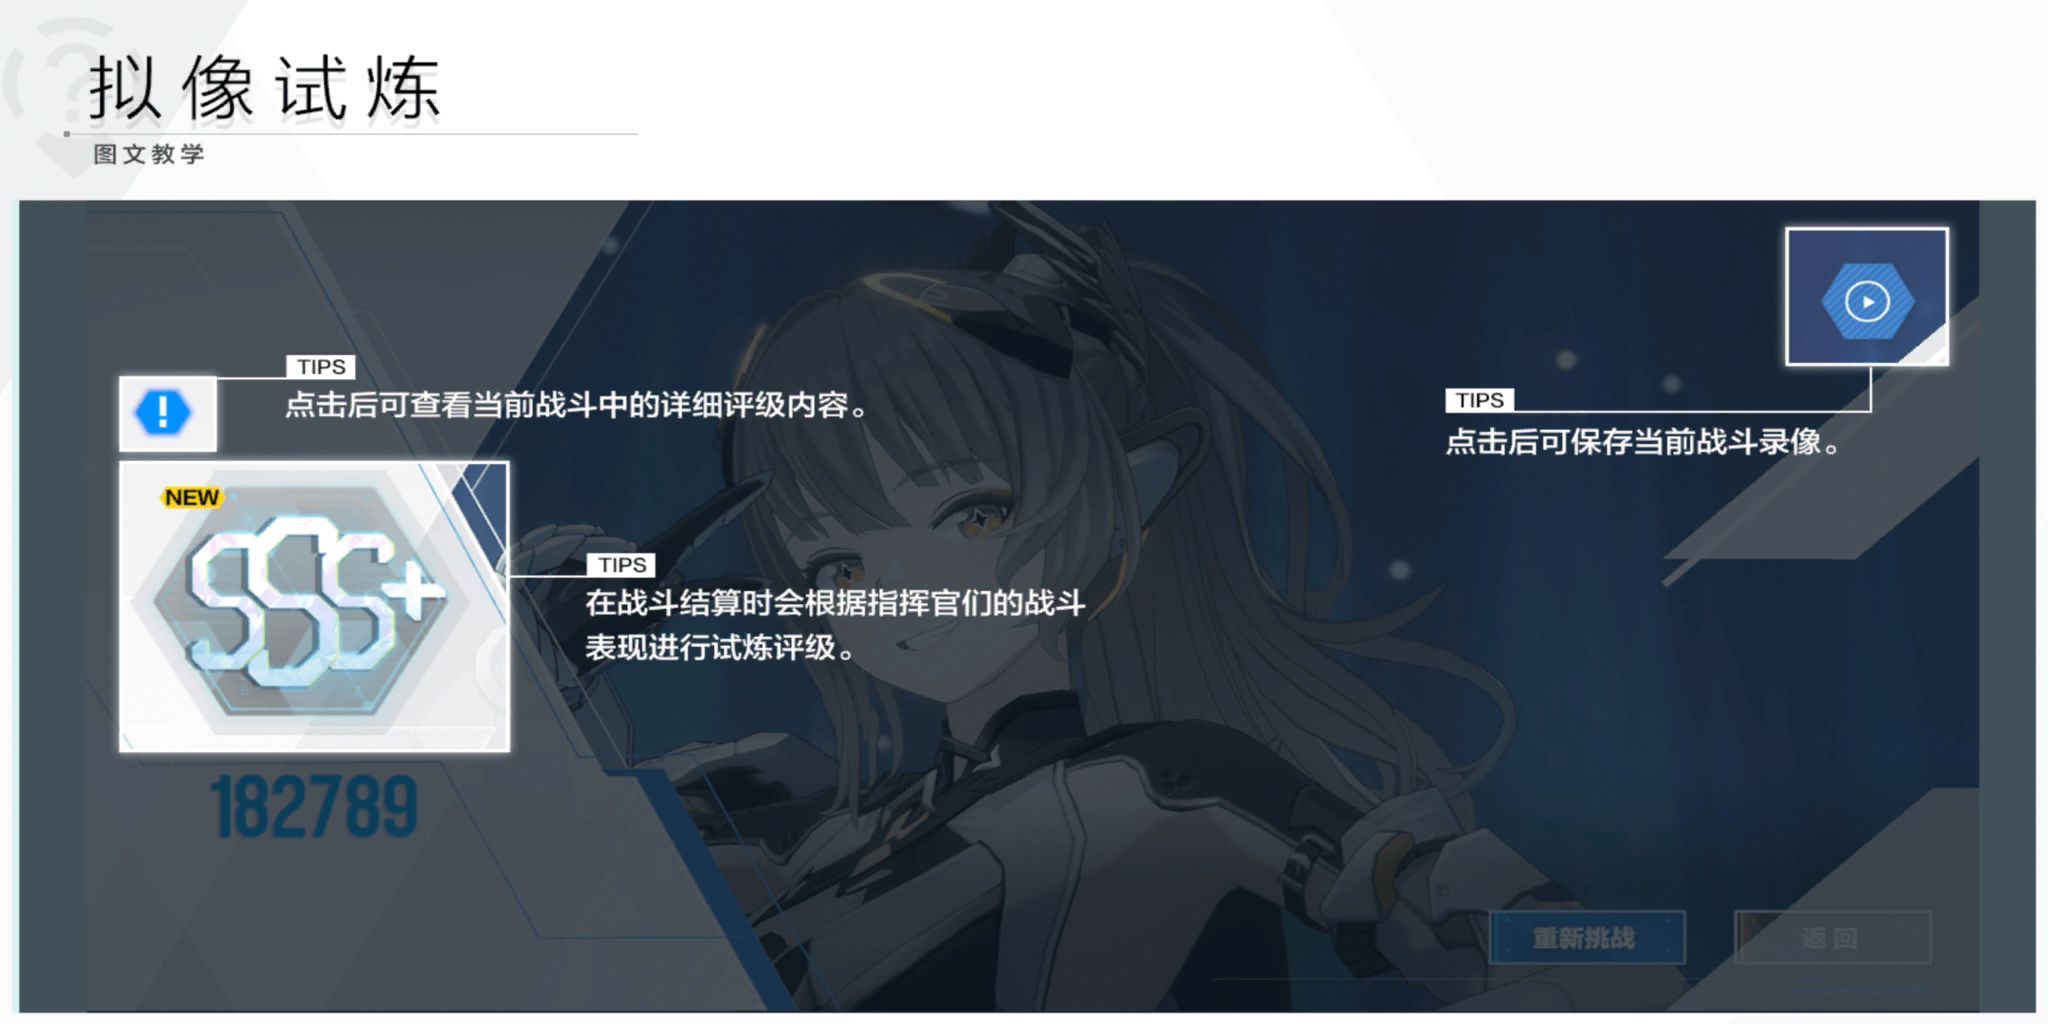 拟像试炼
图文教学
TIPS
点击后可查看当前战斗中的详细评级内容。
TIPS
点击后可保存当前战斗录像。
NEW
SSS+
TIPS
在战斗结算时会根据指挥官们的战斗
表现进行试炼评级。
182789
重新挑战
返回